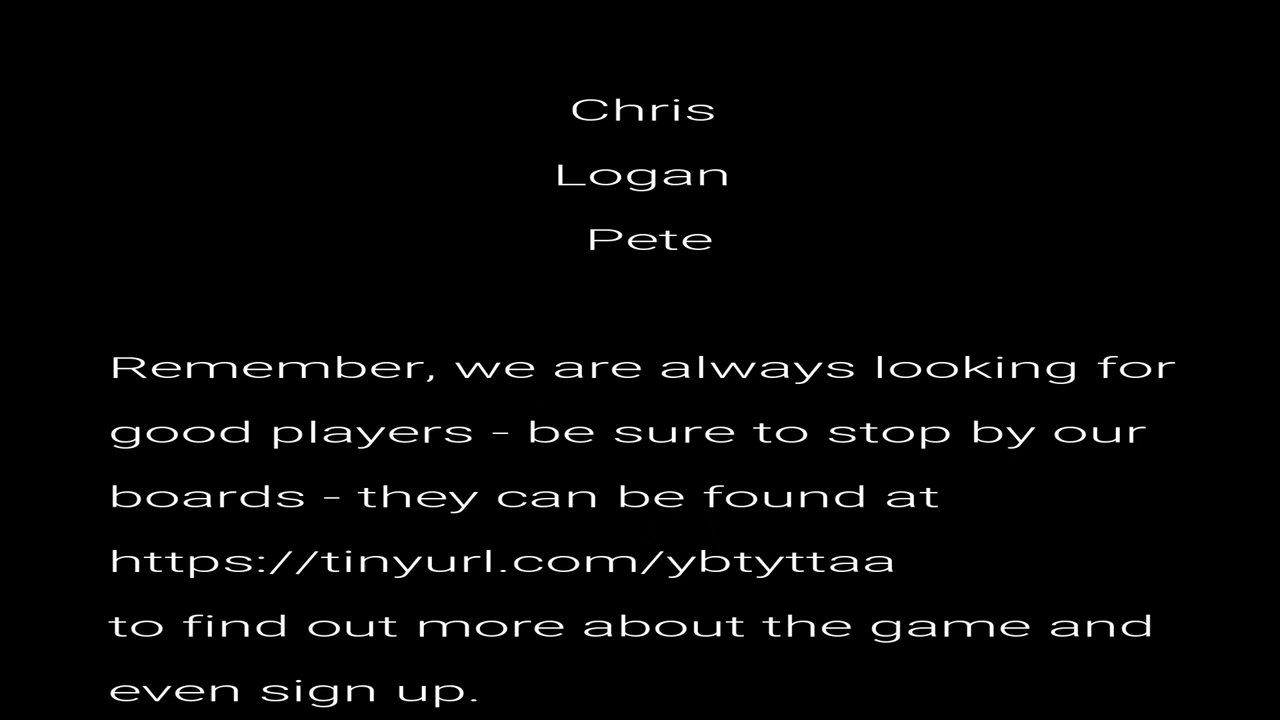 Chris
Logan
Pete
Remember, we are always looking for
good players - be sure to stop by our
boards - they can be found at
https://tinyurl.com/ybtyttaa
to find out more about the game and
even sign up.